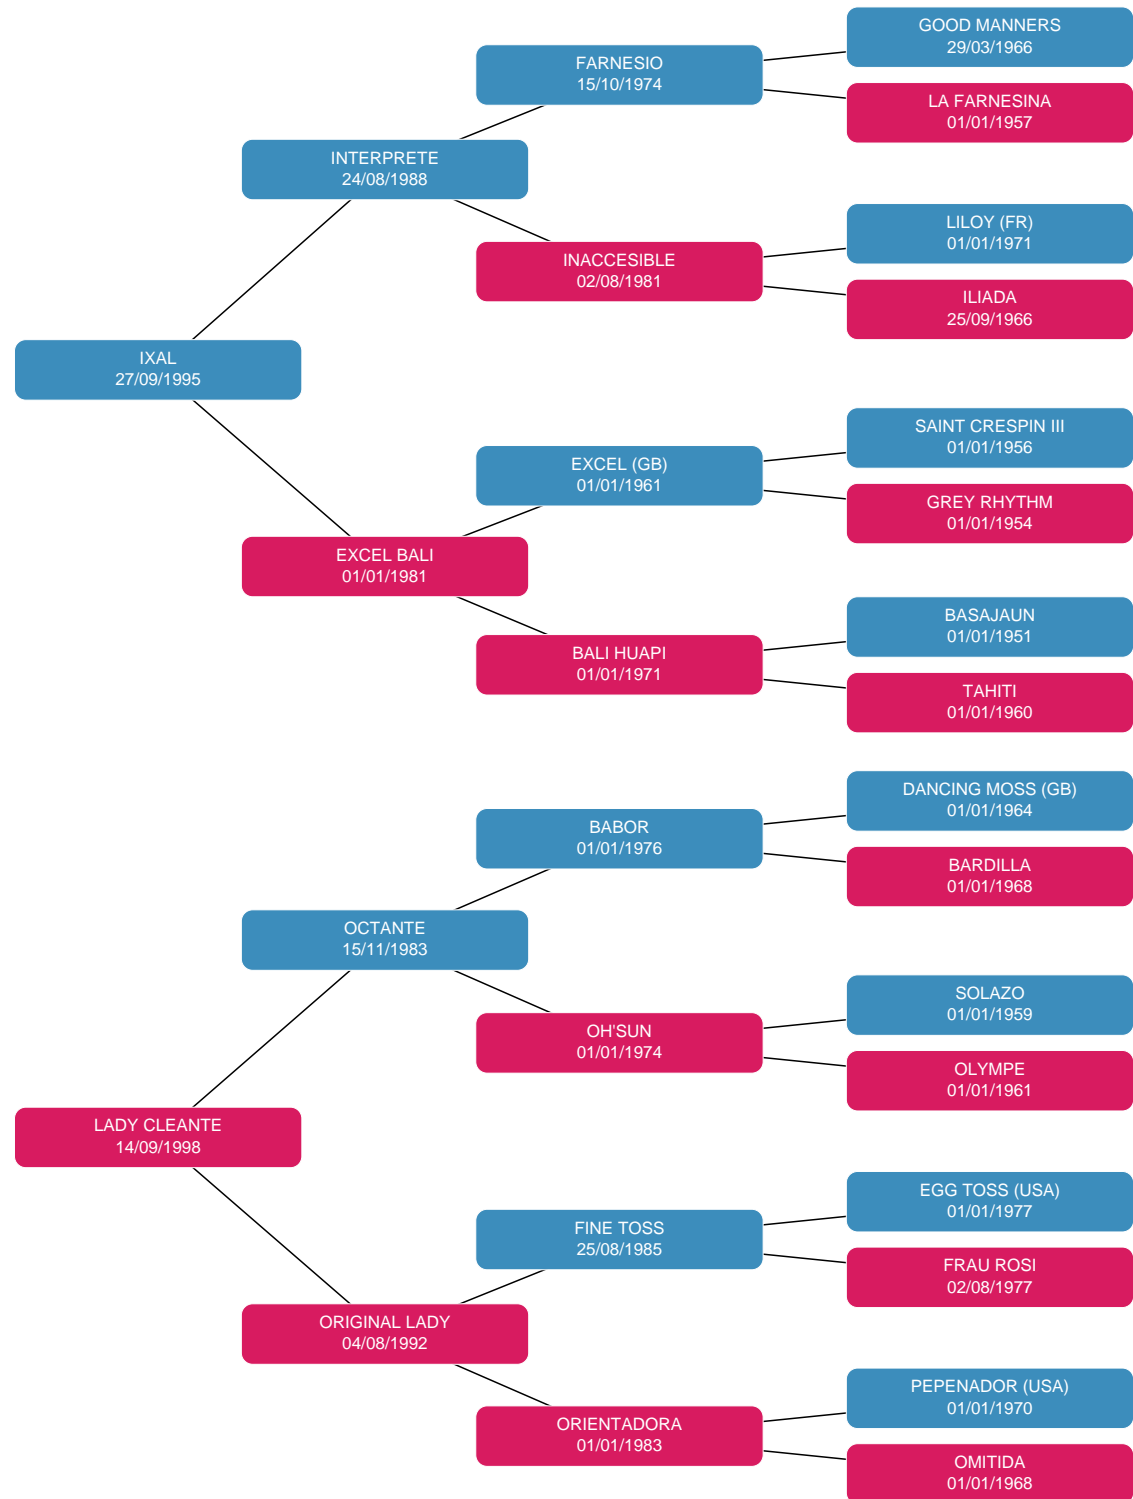 GOOD MANNERS
29/03/1966
FARNESIO
15/10/1974
LA FARNESINA
01/01/1957
INTERPRETE
24/08/1988
LILOY (FR)
01/01/1971
INACCESIBLE
02/08/1981
ILIADA
25/09/1966
IXAL
27/09/1995
SAINT CRESPIN III
01/01/1956
EXCEL (GB)
01/01/1961
GREY RHYTHM
01/01/1954
EXCEL BALI
01/01/1981
BASAJAUN
01/01/1951
BALI HUAPI
01/01/1971
TAHITI
01/01/1960
DANCING MOSS (GB)
01/01/1964
BABOR
01/01/1976
BARDILLA
01/01/1968
OCTANTE
15/11/1983
SOLAZO
01/01/1959
OH'SUN
01/01/1974
OLYMPE
01/01/1961
LADY CLEANTE
14/09/1998
EGG TOSS (USA)
01/01/1977
FINE TOSS
25/08/1985
FRAU ROSI
02/08/1977
ORIGINAL LADY
04/08/1992
PEPENADOR (USA)
01/01/1970
ORIENTADORA
01/01/1983
OMITIDA
01/01/1968